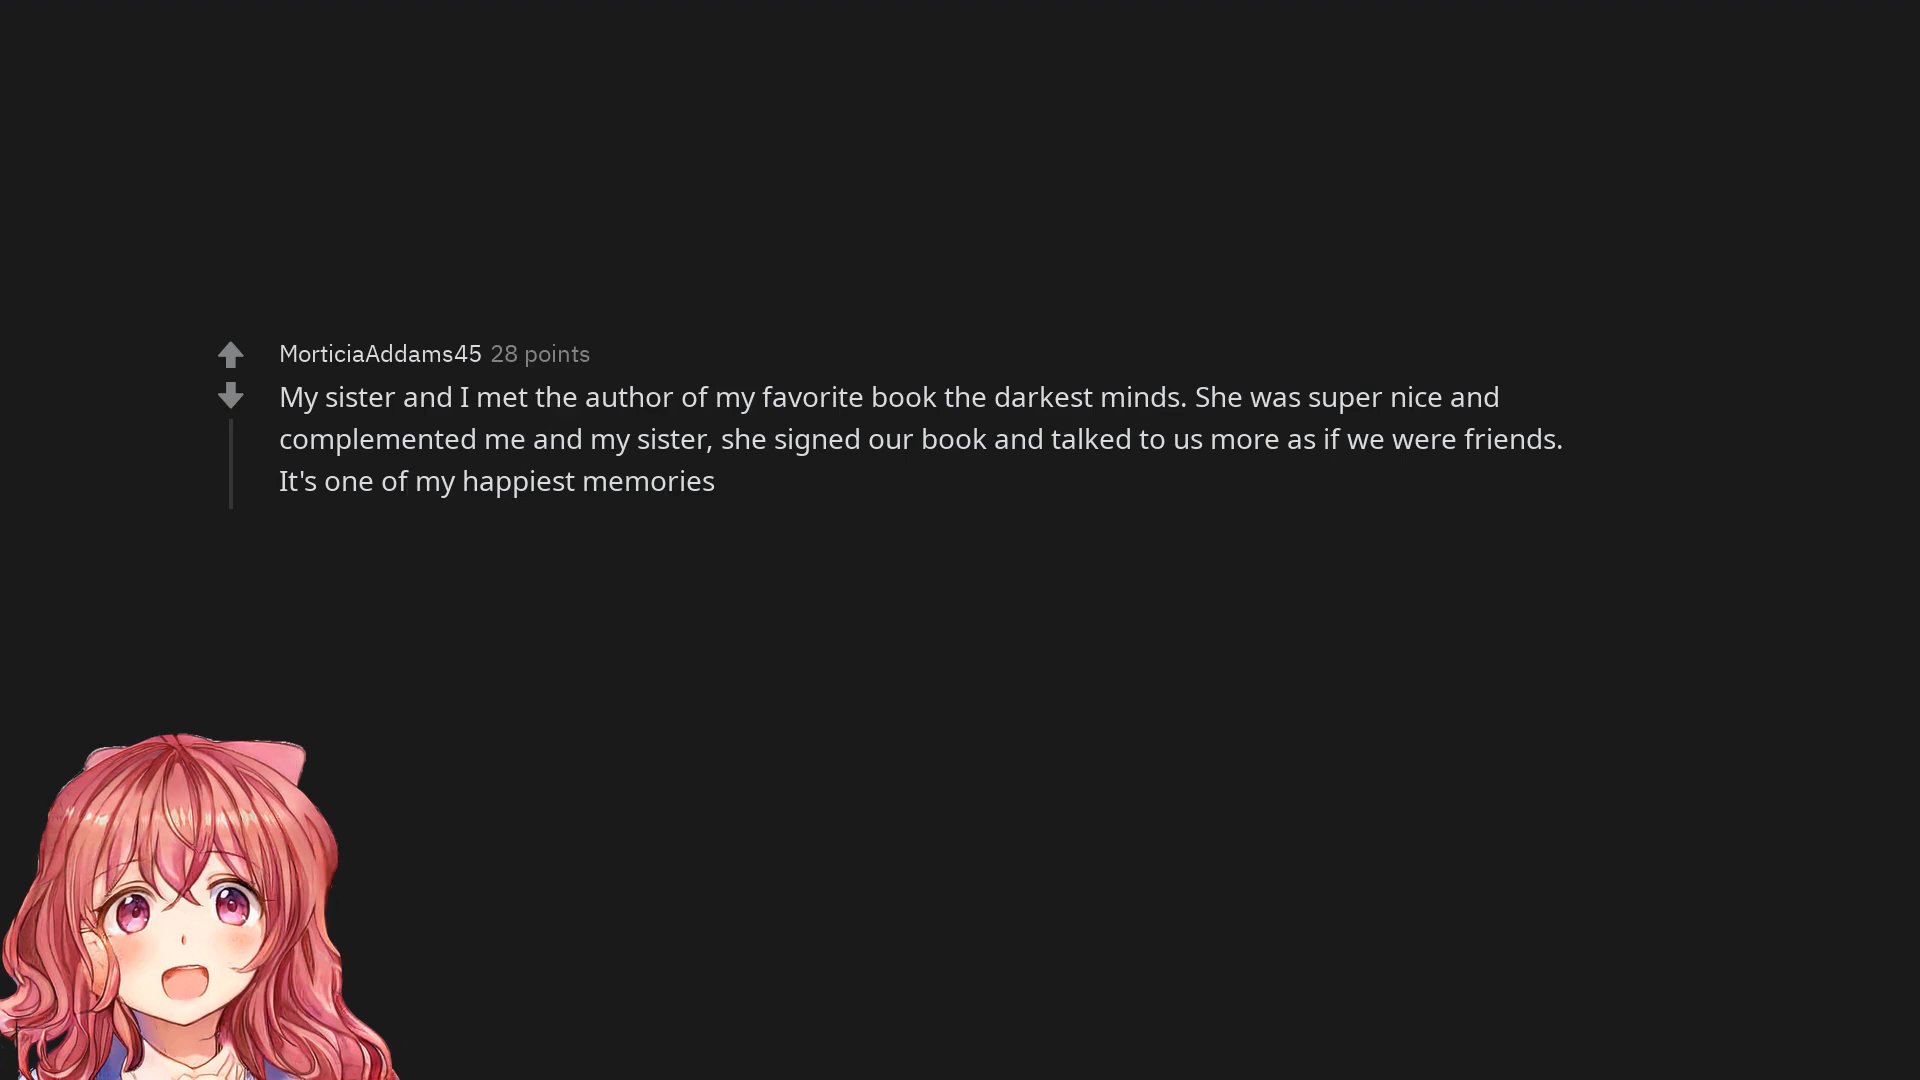 MorticiaAddams45 28 points
My sister and I met the author of my favorite book the darkest minds. She was super nice and
complemented me and my sister, she signed our book and talked to us more as if we were friends.
It's one of my happiest memories